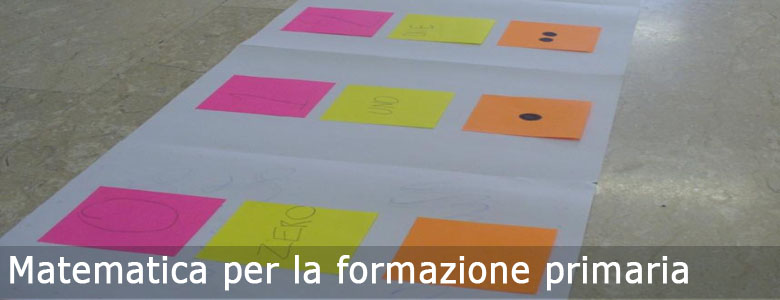 2 DUE
1 UNO
0 ZERO
Matematica per la formazione primaria